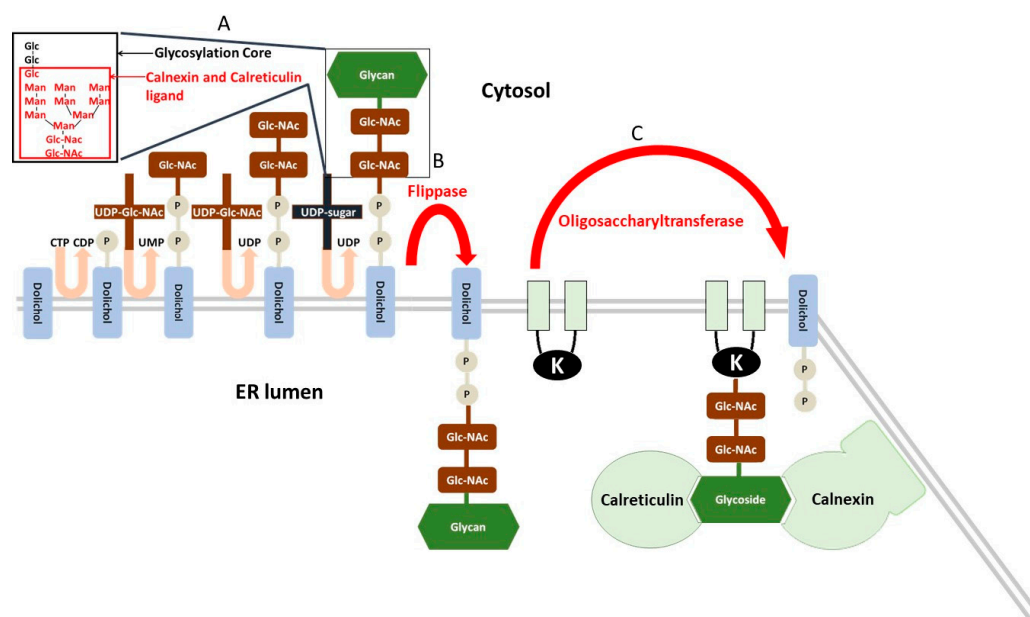 A
Glc
Glc
Glc
Man Man Man
Man Man Man
Man Man
Man
Glc-Nac
Glc-NAc
Glycosylation Core
Calnexin and Calreticulin
ligand
Glycan
Glc-NAc
Glc-NAc
Cytosol
B
C
Flippase
Oligosaccharyltransferase
Glc-NAc
Glc-NAc
Glc-NAc
UDP-Glc-NAc
UDP-Glc-NAc
UDP-sugar
P
P
P
P
P
P
P
CTP CDP
UMP
UDP
UDP
Dolichol
Dolichol
Dolichol
Dolichol
Dolichol
Dolichol
Dolichol
K
K
P
P
P
P
ER lumen
Glc-NAc
Glc-NAc
Glycan
Glc-NAc
Glc-NAc
Calreticulin
Glycoside
Calnexin